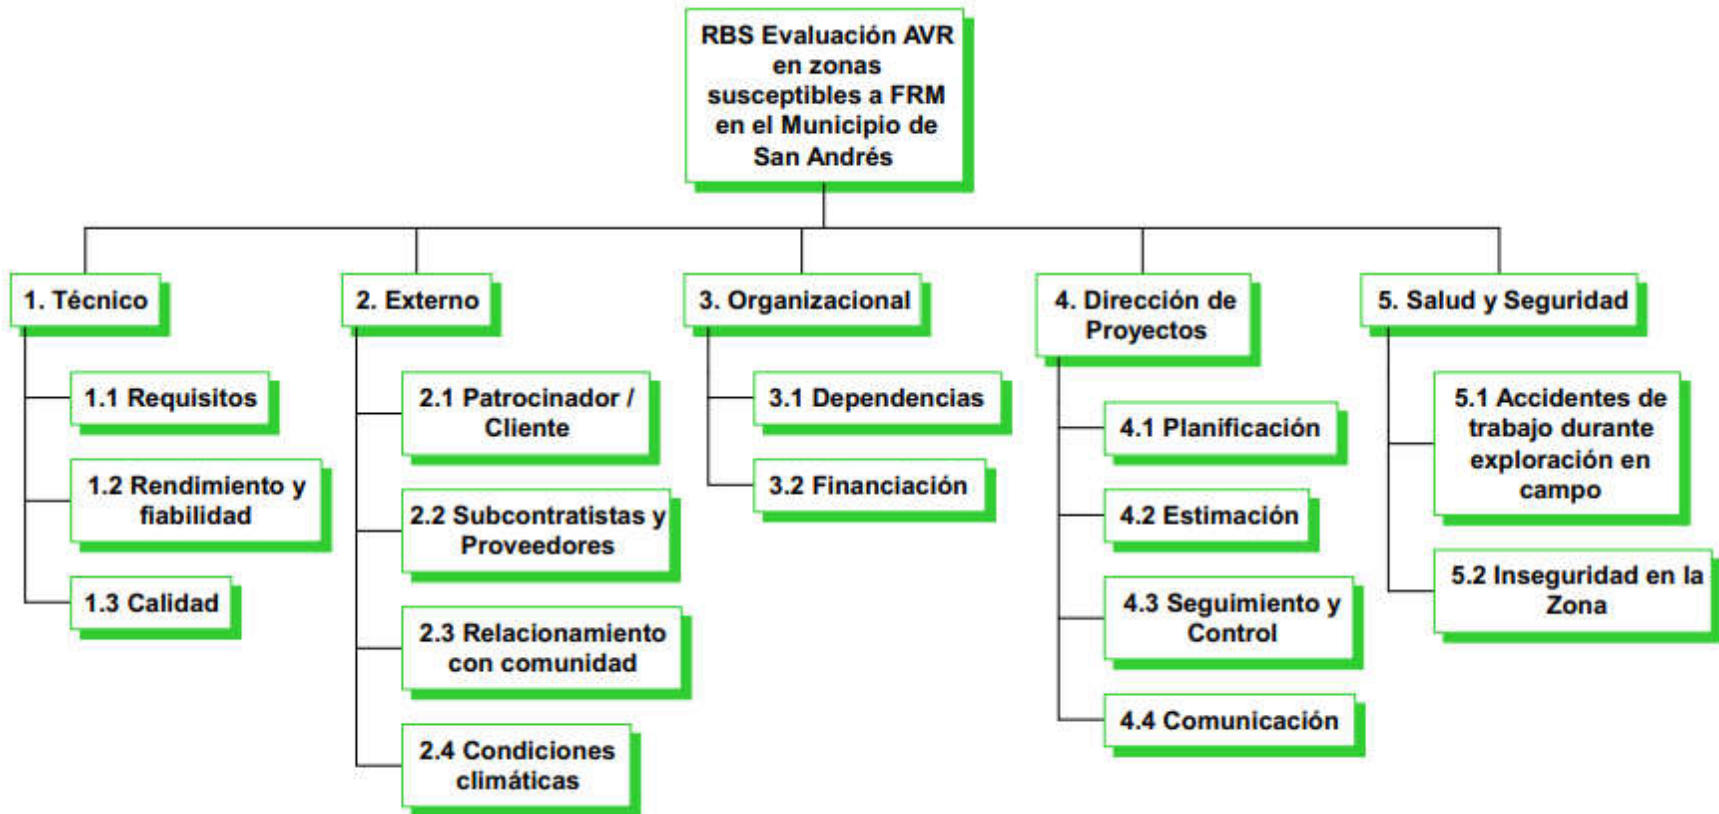 RBS Evaluación AVR
en zonas
susceptibles a FRM
en el Municipio de
San Andrés
1. Técnico
1.1 Requisitos
1.2 Rendimiento y
fiabilidad
1.3 Calidad
2. Externo
2.1 Patrocinador /
Cliente
2.2 Subcontratistas y
Proveedores
2.3 Relacionamiento
con comunidad
2.4 Condiciones
climáticas
3. Organizacional
3.1 Dependencias
3.2 Financiación
4. Dirección de
Proyectos
4.1 Planificación
4.2 Estimación
4.3 Seguimiento y
Control
4.4 Comunicación
5. Salud y Seguridad
5.1 Accidentes de
trabajo durante
exploración en
campo
5.2 Inseguridad en la
Zona